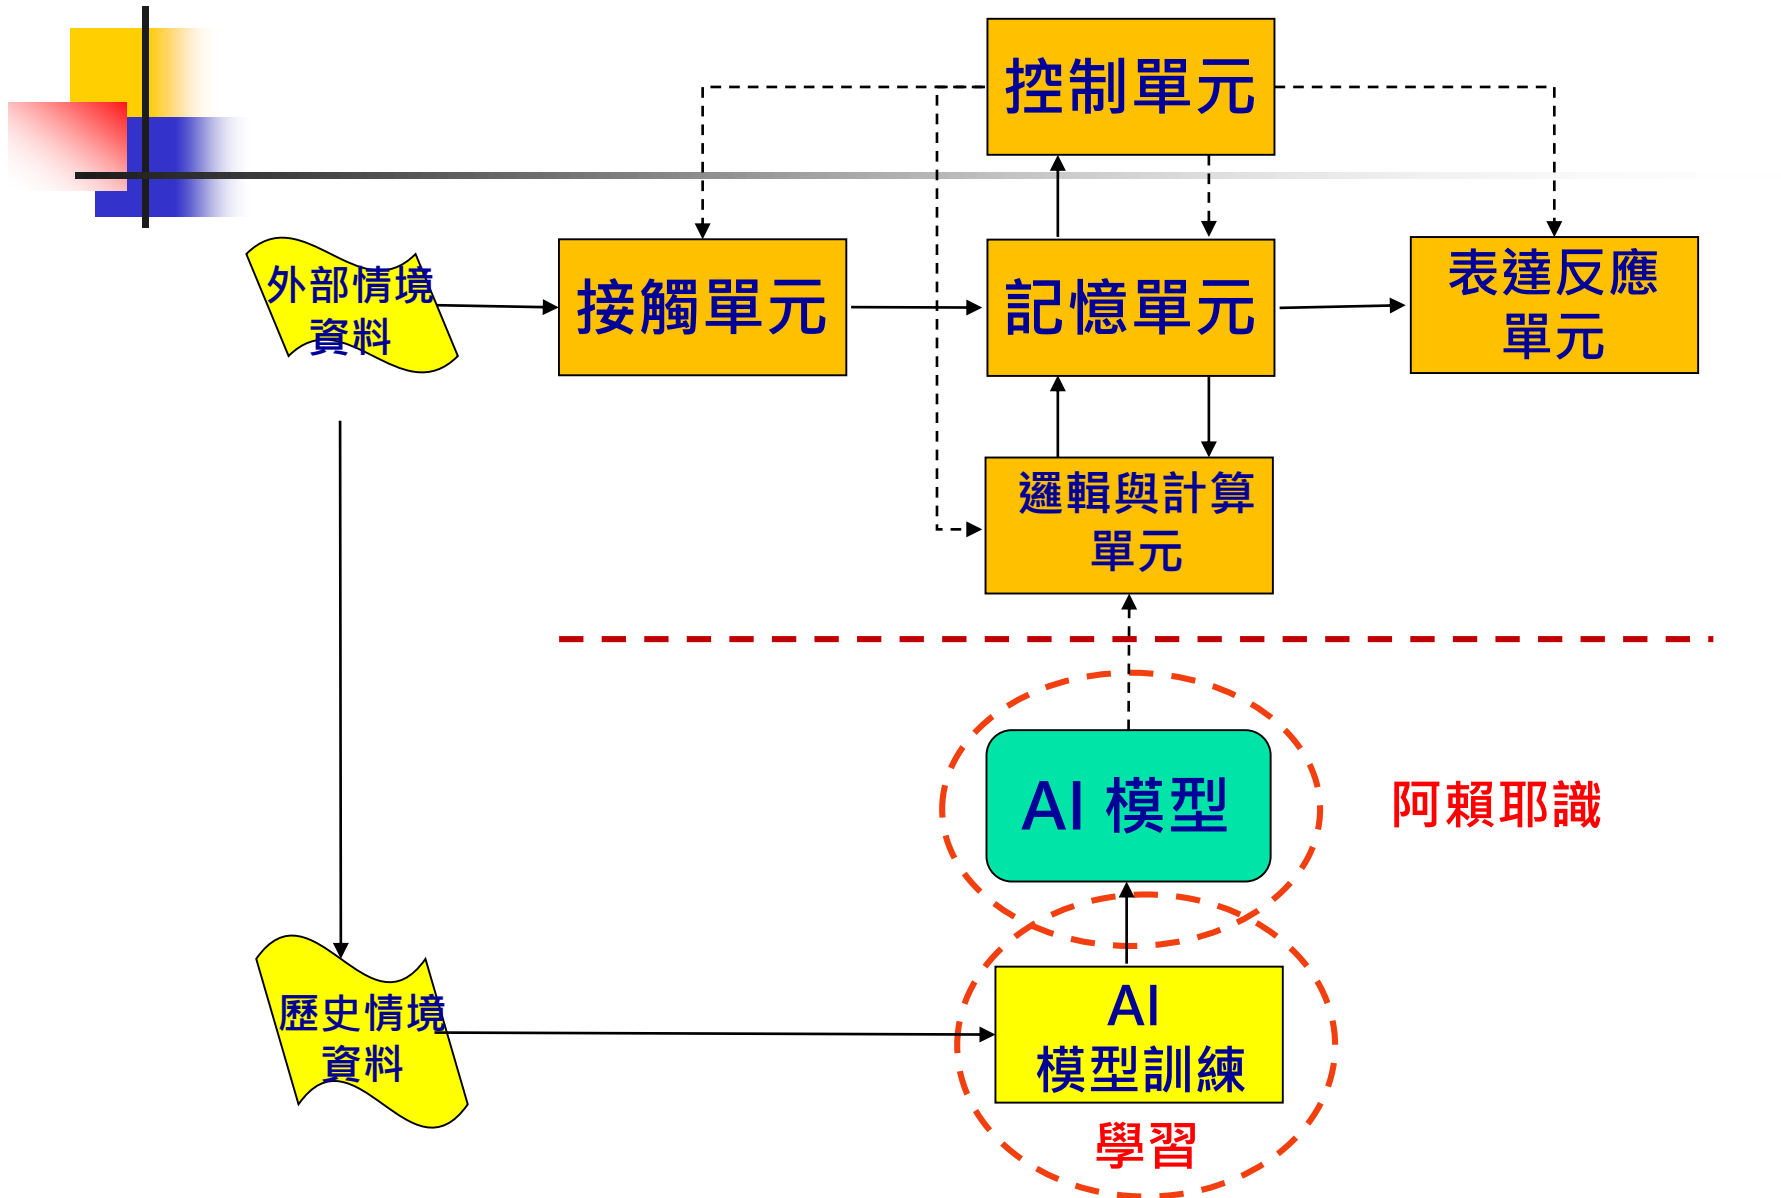 控制單元
外部情境
資料
接觸單元
記憶單元
表達反應
單元
邏輯與計算
單元
AI 模型
阿賴耶識
歷史情境
資料
AI
模型訓練
學習